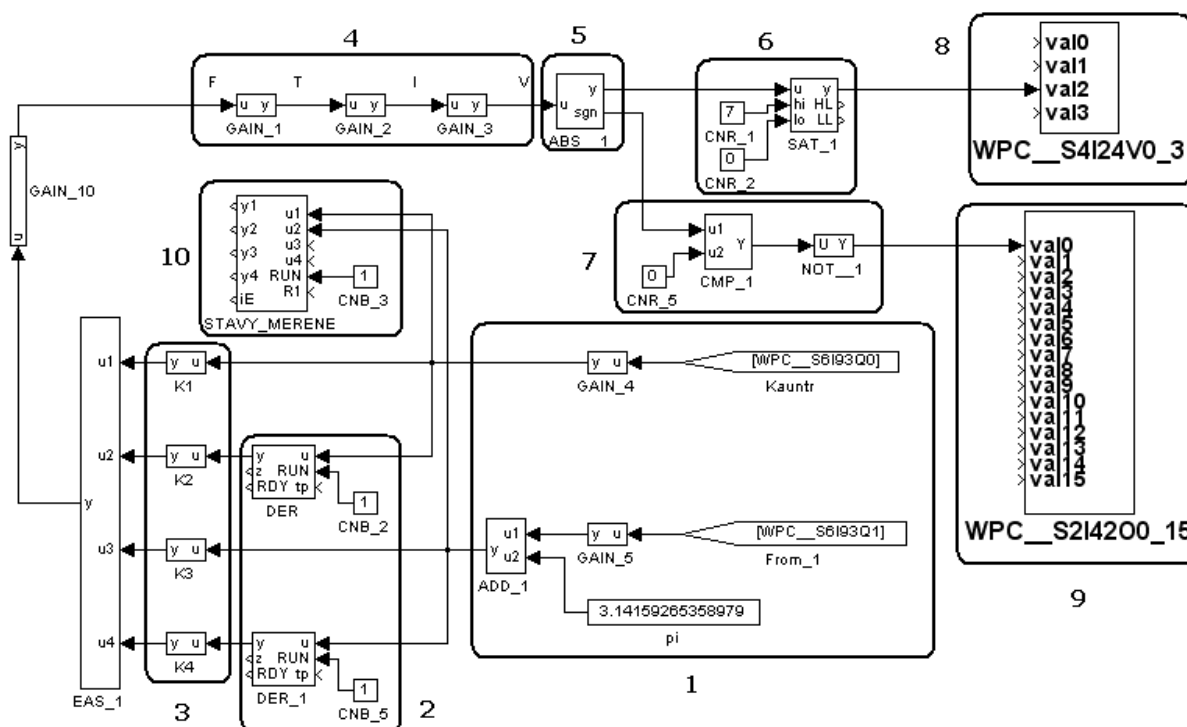 4
F T I V
u y
GAIN_1
u y
GAIN_2
u y
GAIN_3
5
u y
sgn
ABS__1
6
7
CNR_1
0
CNR_2
u y
hi HL
lo LL
SAT_1
8
val0
val1
val2
val3
WPC__S4I24V0_3
y
u
GAIN_10
10
y1 u1
y2 u2
y3 u3
y4 u4
RUN
iE R1
STAVY_MERENE
1
CNB_3
7
u1 Y
u2
CMP_1
0
CNR_5
U Y
NOT__1
val0
val1
val2
val3
val4
val5
val6
val7
val8
val9
val10
val11
val12
val13
val14
val15
WPC__S2I42O0_15
9
u1
u2
y
u3
u4
EAS_1
y u
K1
y u
K2
y u
K3
y u
K4
3
y u
z RUN
RDY tp
DER
1
CNB_2
y u
z RUN
RDY tp
DER_1
1
CNB_5
2
y u
GAIN_4
[WPC__S6I93Q0]
Kauntr
u1
y
u2
ADD_1
y u
GAIN_5
[WPC__S6I93Q1]
From_1
3.14159265358979
pi
1